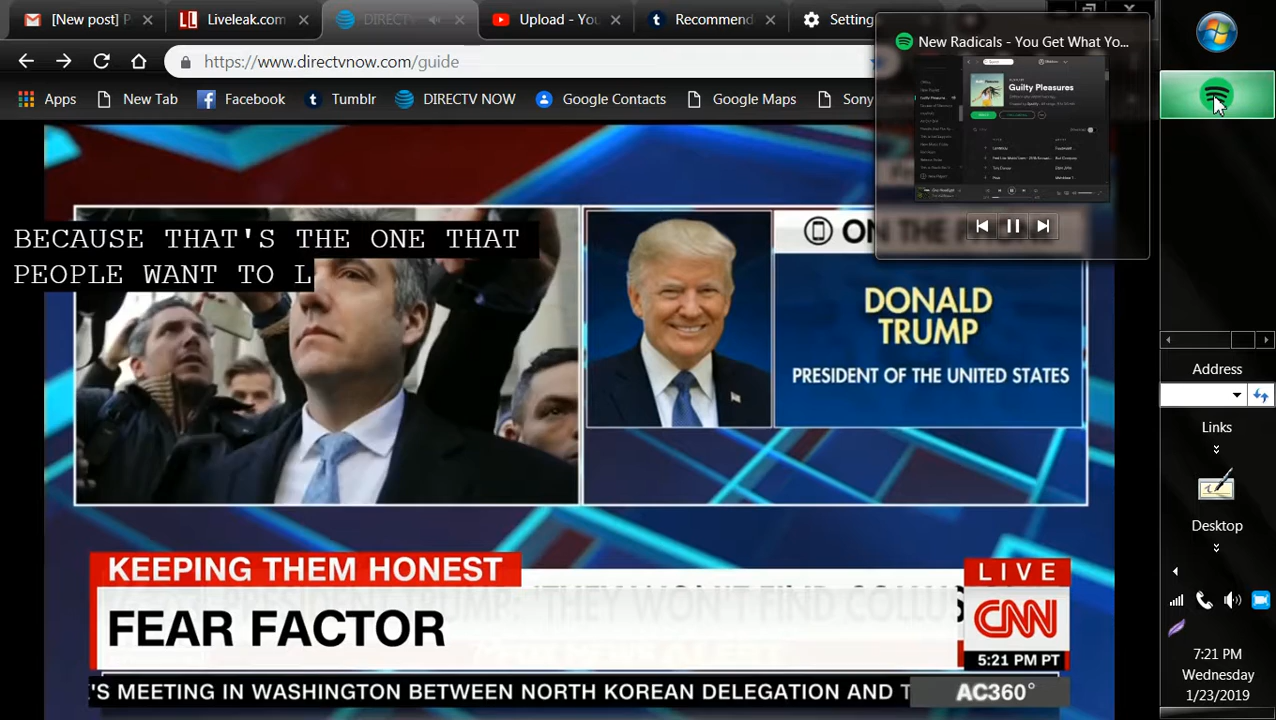 [New post] P
Liveleak.com
DIRECTV
Upload - You
Recommend
Setting
https://www.directvnow.com/guide
Apps
New Tab
Tumblr
DIRECTV NOW
Google Contacts
Google Maps
Sony
New Radicals - You Get What Yo...
Guilty Pleasures
BECAUSE THAT'S THE ONE THAT
PEOPLE WANT TO L
DONALD
TRUMP
PRESIDENT OF THE UNITED STATES
KEEPING THEM HONEST
FEAR FACTOR
LIVE
CNN
5:21 PM PT
'S MEETING IN WASHINGTON BETWEEN NORTH KOREAN DELEGATION AND T
AC360°
Address
Links
Desktop
7:21 PM
Wednesday
1/23/2019